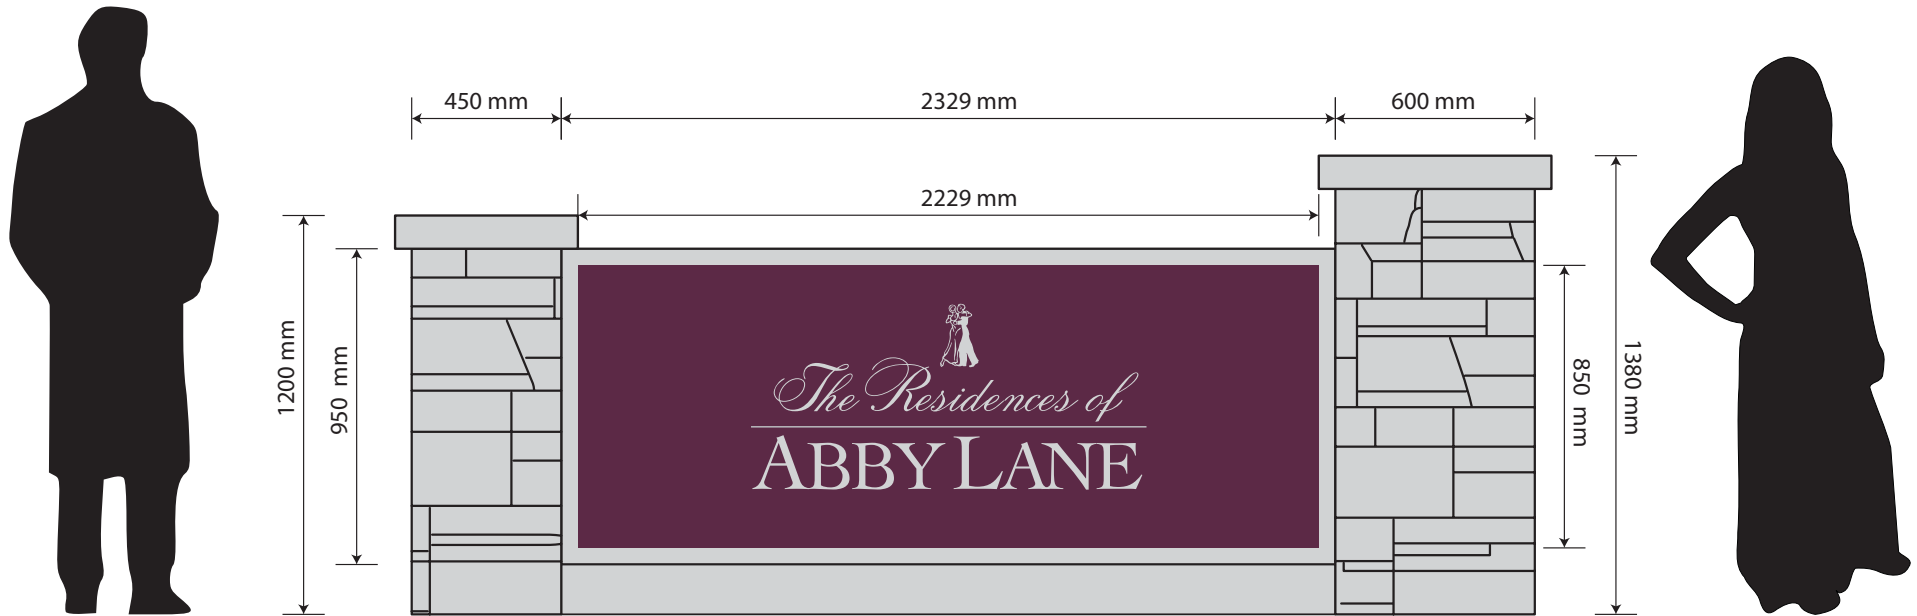 450 mm
2329 mm
600 mm
2229 mm
1200 mm
950 mm
850 mm
1380 mm
The Residences of
ABBY LANE